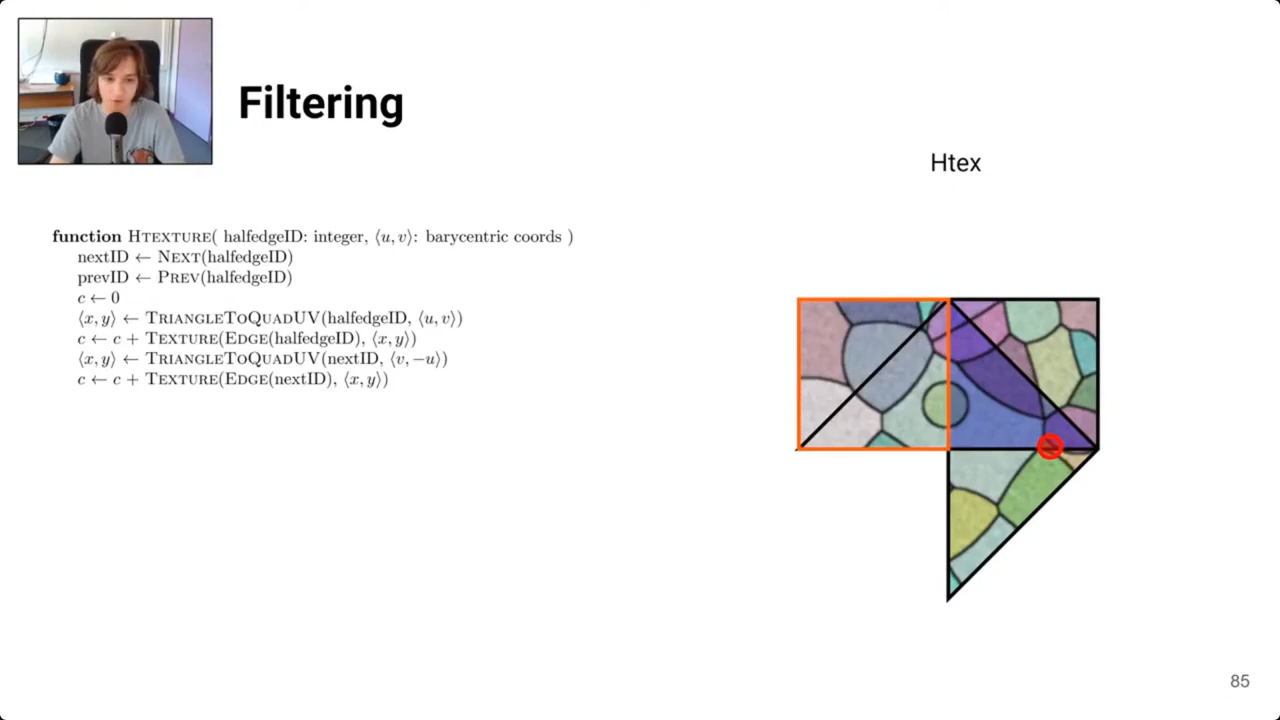 Filtering
Htex
function HTEXTURE( halfedgeID: integer, ⟨u, v⟩: barycentric coords )
nextID ← NEXT(halfedgeID)
prevID ← PREV(halfedgeID)
c ← 0
⟨x, y⟩ ← TRIANGLETOQUADUV(halfedgeID, ⟨u, v⟩)
c ← c + TEXTURE(EDGE(halfedgeID), ⟨x, y⟩)
⟨x, y⟩ ← TRIANGLETOQUADUV(nextID, ⟨v, −u⟩)
c ← c + TEXTURE(EDGE(nextID), ⟨x, y⟩)
85